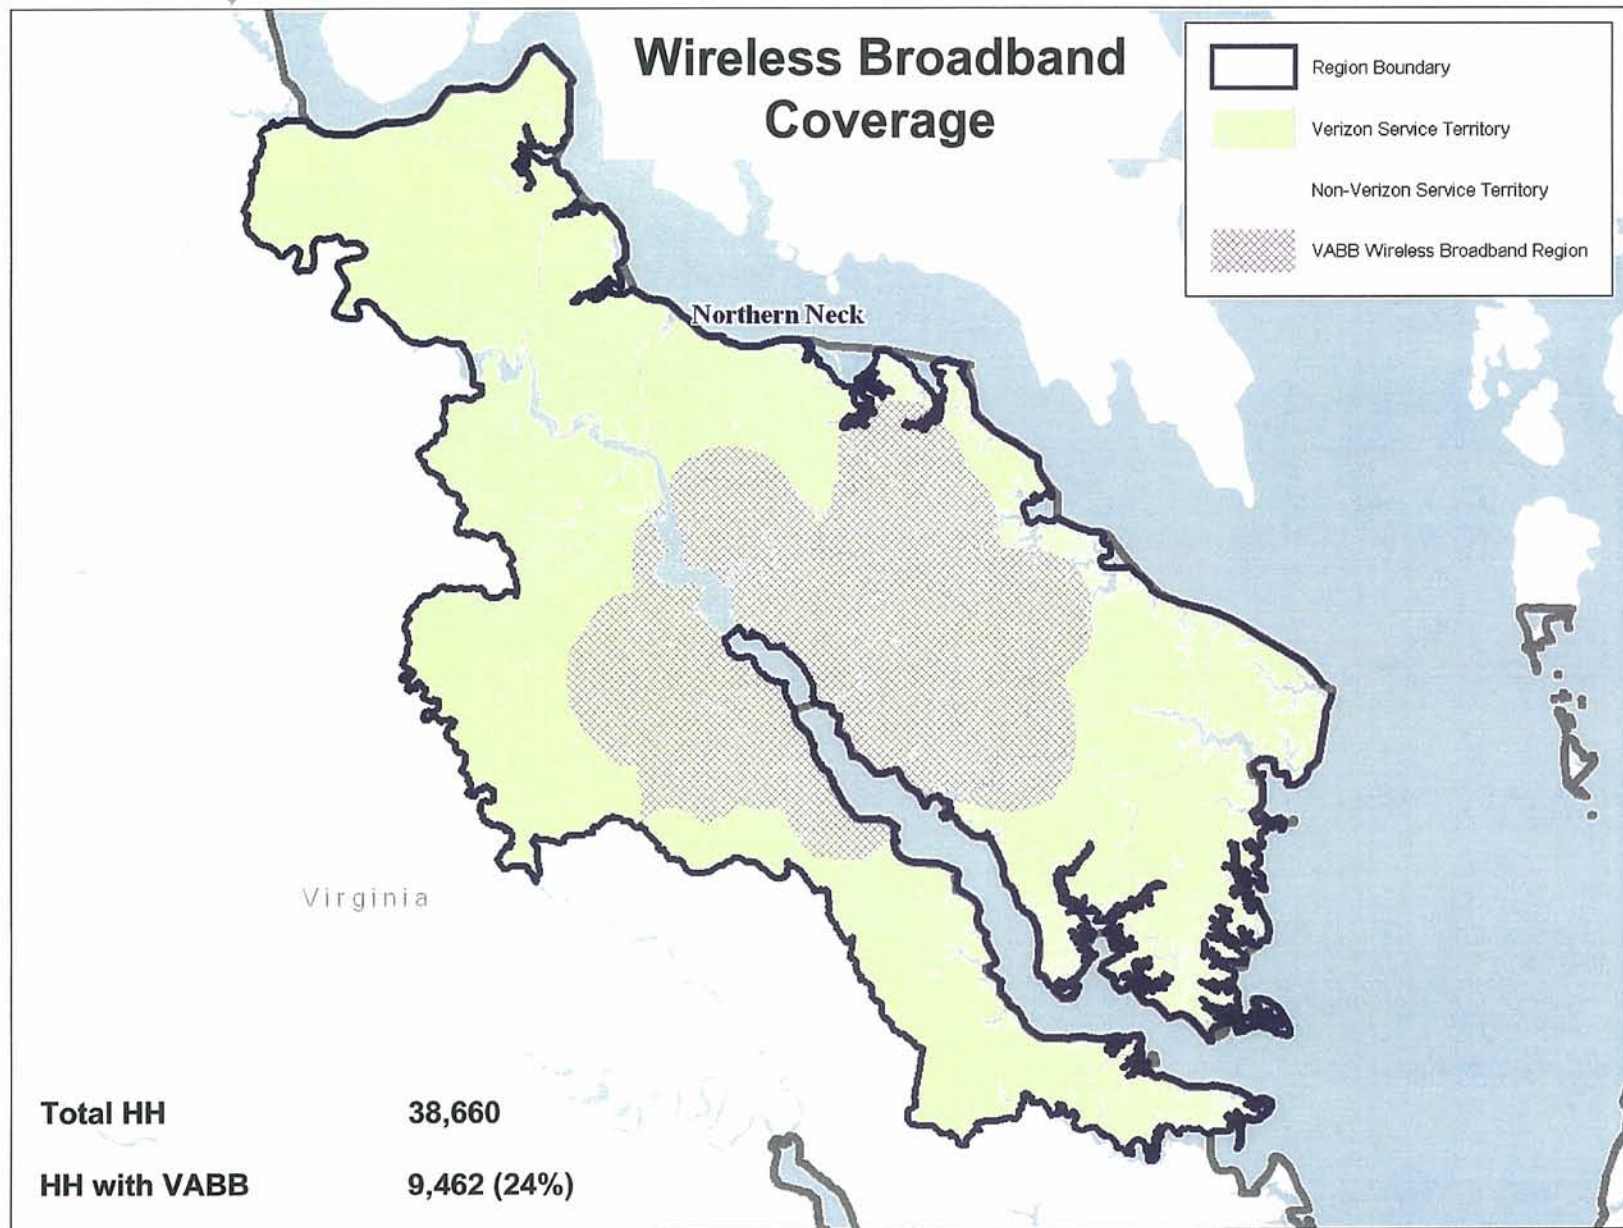 Wireless Broadband
Coverage
Region Boundary
Verizon Service Territory
Non-Verizon Service Territory
VABB Wireless Broadband Region
Northern Neck
Virginia
Total HH 38,660
HH with VABB 9,462 (24%)